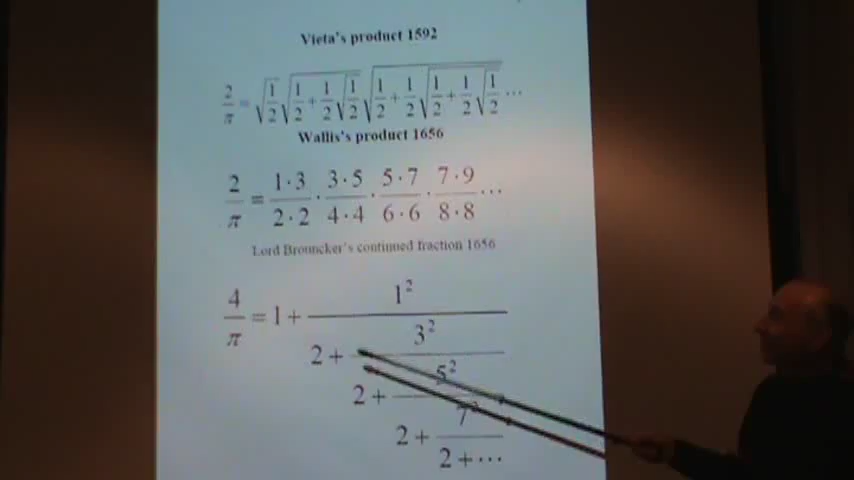 Vieta's product 1592
2/π = √(1/2) √(1/2 + 1/2 √(1/2)) √(1/2 + 1/2 √(1/2 + 1/2 √(1/2))) ⋯
Wallis's product 1656
2/π = (1·3)/(2·2) · (3·5)/(4·4) · (5·7)/(6·6) · (7·9)/(8·8) ⋯
Lord Brouncker's continued fraction 1656
4/π = 1 + 1²/(2 + 3²/(2 + 5²/(2 + 7²/(2 + ⋯))))